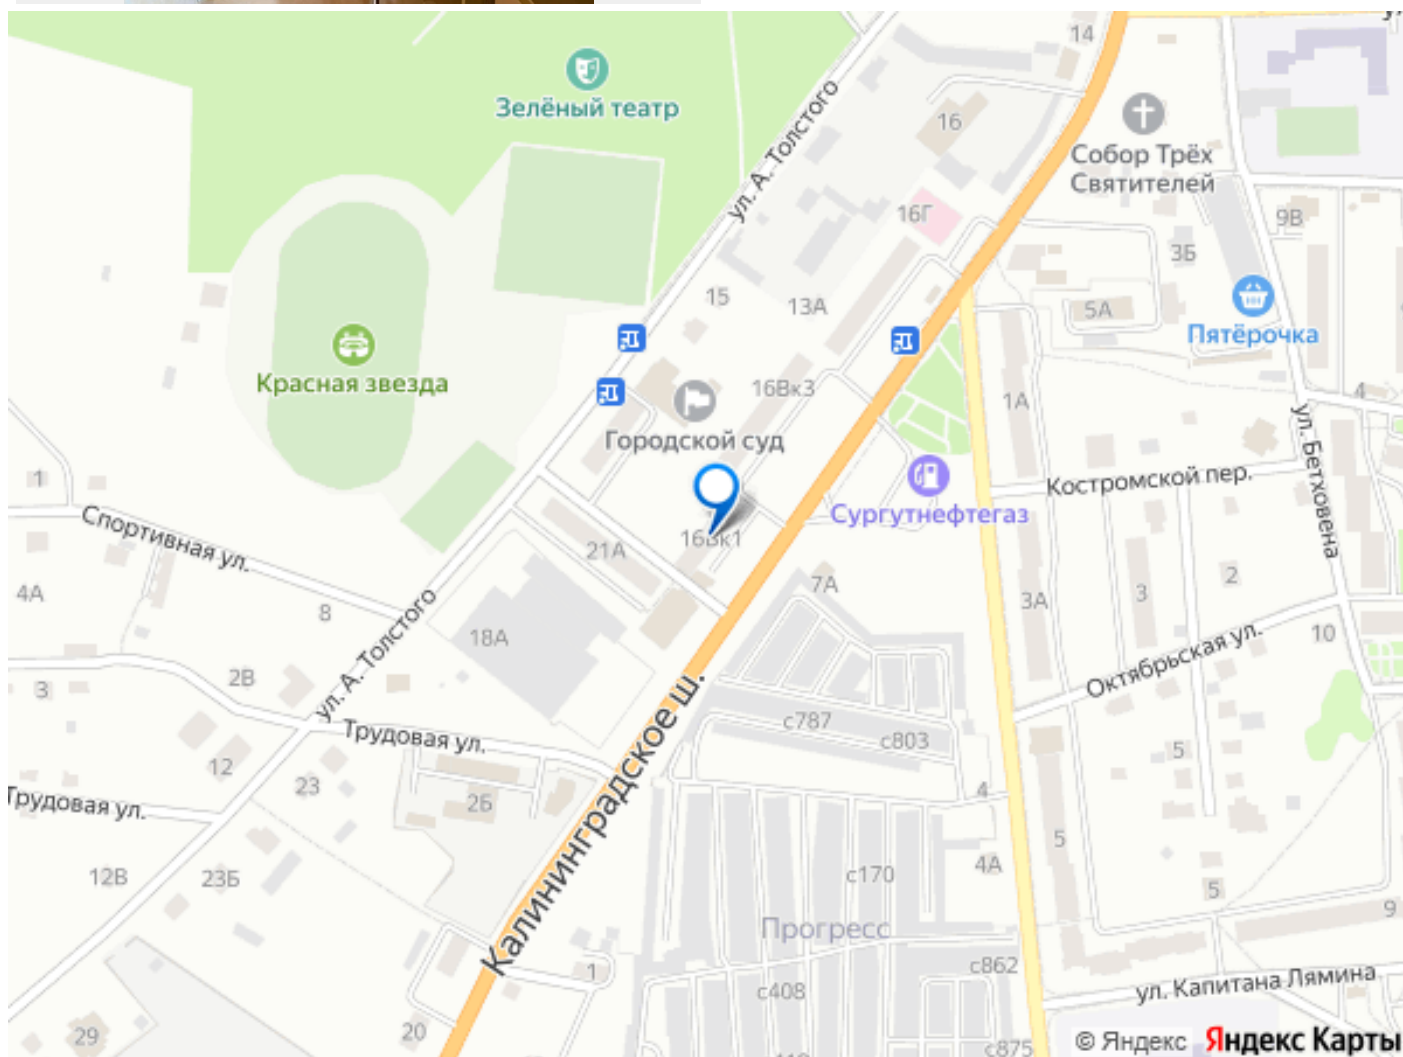 14
Зелёный театр
ул. А. Толстого
16
Собор Трёх
Святителей
16Г
9В
3Б
15
13А
5А
Пятёрочка
Красная звезда
16Вк3
1А
4
Городской суд
ул. Бетховена
1
Костромской пер.
Сургутнефтегаз
Спортивная ул.
16Вк1
21А
7А
2
4А
8
3А
3
ул. А. Толстого
18А
10
Октябрьская ул.
2В
3
Калининградское ш.
с787
Трудовая ул.
с803
5
12
23
4
Трудовая ул.
2Б
5
4А
12В
23Б
с170
5
9
Прогресс
с862
1
ул. Капитана Лямина
с408
20
29
с875
© Яндекс Яндекс Карты